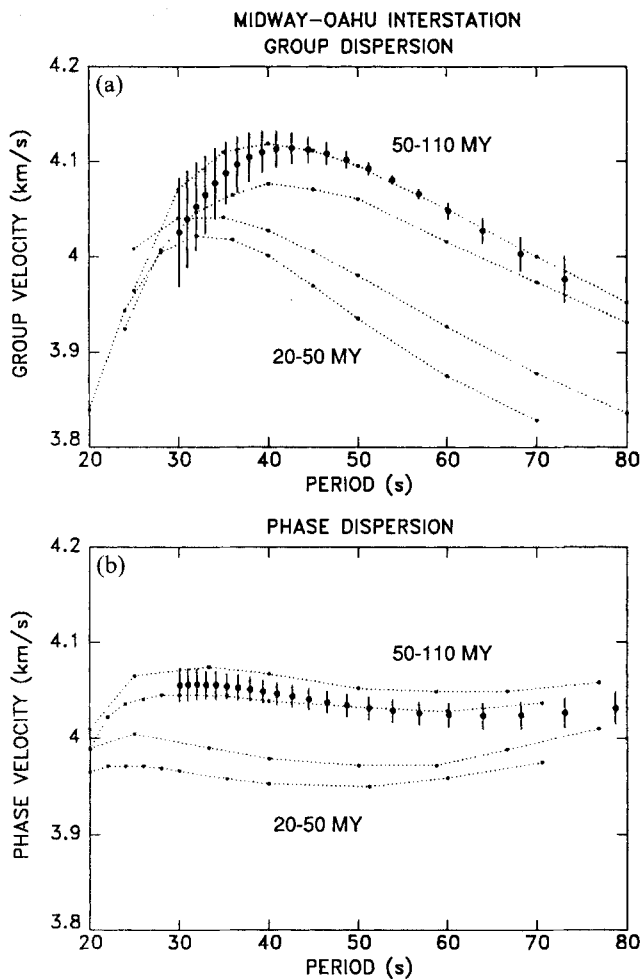 MIDWAY-OAHU INTERSTATION
GROUP DISPERSION
(a)
4.2
4.1
4
3.9
3.8
GROUP VELOCITY (km/s)
50-110 MY
20-50 MY
20 30 40 50 60 70 80
PERIOD (s)
PHASE DISPERSION
(b)
4.2
4.1
4
3.9
3.8
PHASE VELOCITY (km/s)
50-110 MY
20-50 MY
20 30 40 50 60 70 80
PERIOD (s)